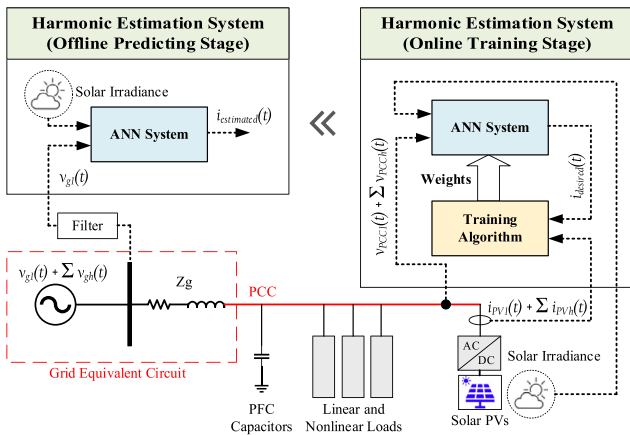 Harmonic Estimation System
(Offline Predicting Stage)
Solar Irradiance
ANN System
i_estimated(t)
v_g1(t)
Filter
Harmonic Estimation System
(Online Training Stage)
ANN System
Weights
Training
Algorithm
v_PCC1(t) + ∑ v_PCCh(t)
i_desired(t)
v_g1(t) + ∑ v_gh(t)
Zg
PCC
i_PV1(t) + ∑ i_PVh(t)
Grid Equivalent Circuit
PFC
Capacitors
Linear and
Nonlinear Loads
AC
DC
Solar Irradiance
Solar PVs